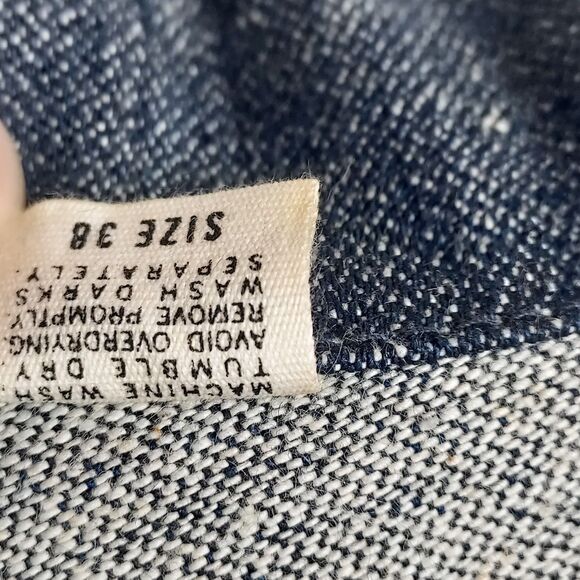 MACHINE WASH
TUMBLE DRY
AVOID OVERDRYING
REMOVE PROMPTLY.
WASH DARKS
SEPARATELY.
SIZE 38